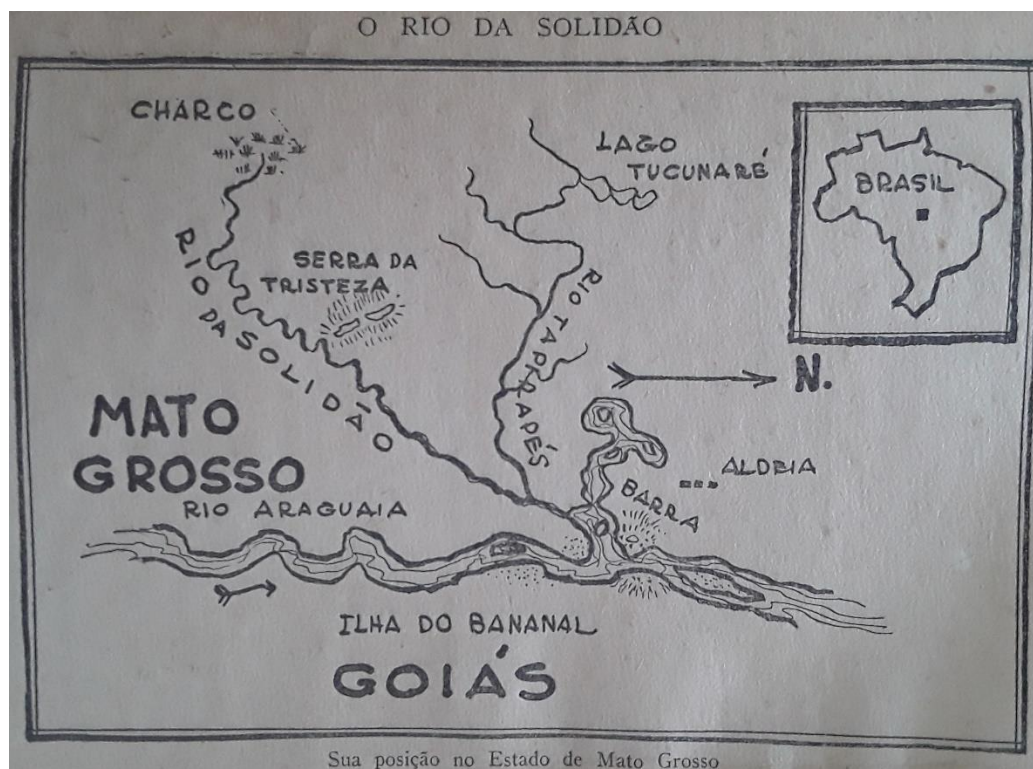 O RIO DA SOLIDÃO
CHARCO
LAGO
TUCUNARÉ
BRASIL
RIO DA SOLIDÃO
SERRA DA
TRISTEZA
RIO TAPIRAPÉS
N.
MATO
GROSSO
ALDEIA
BARRA
RIO ARAGUAIA
ILHA DO BANANAL
GOIÁS
Sua posição no Estado de Mato Grosso